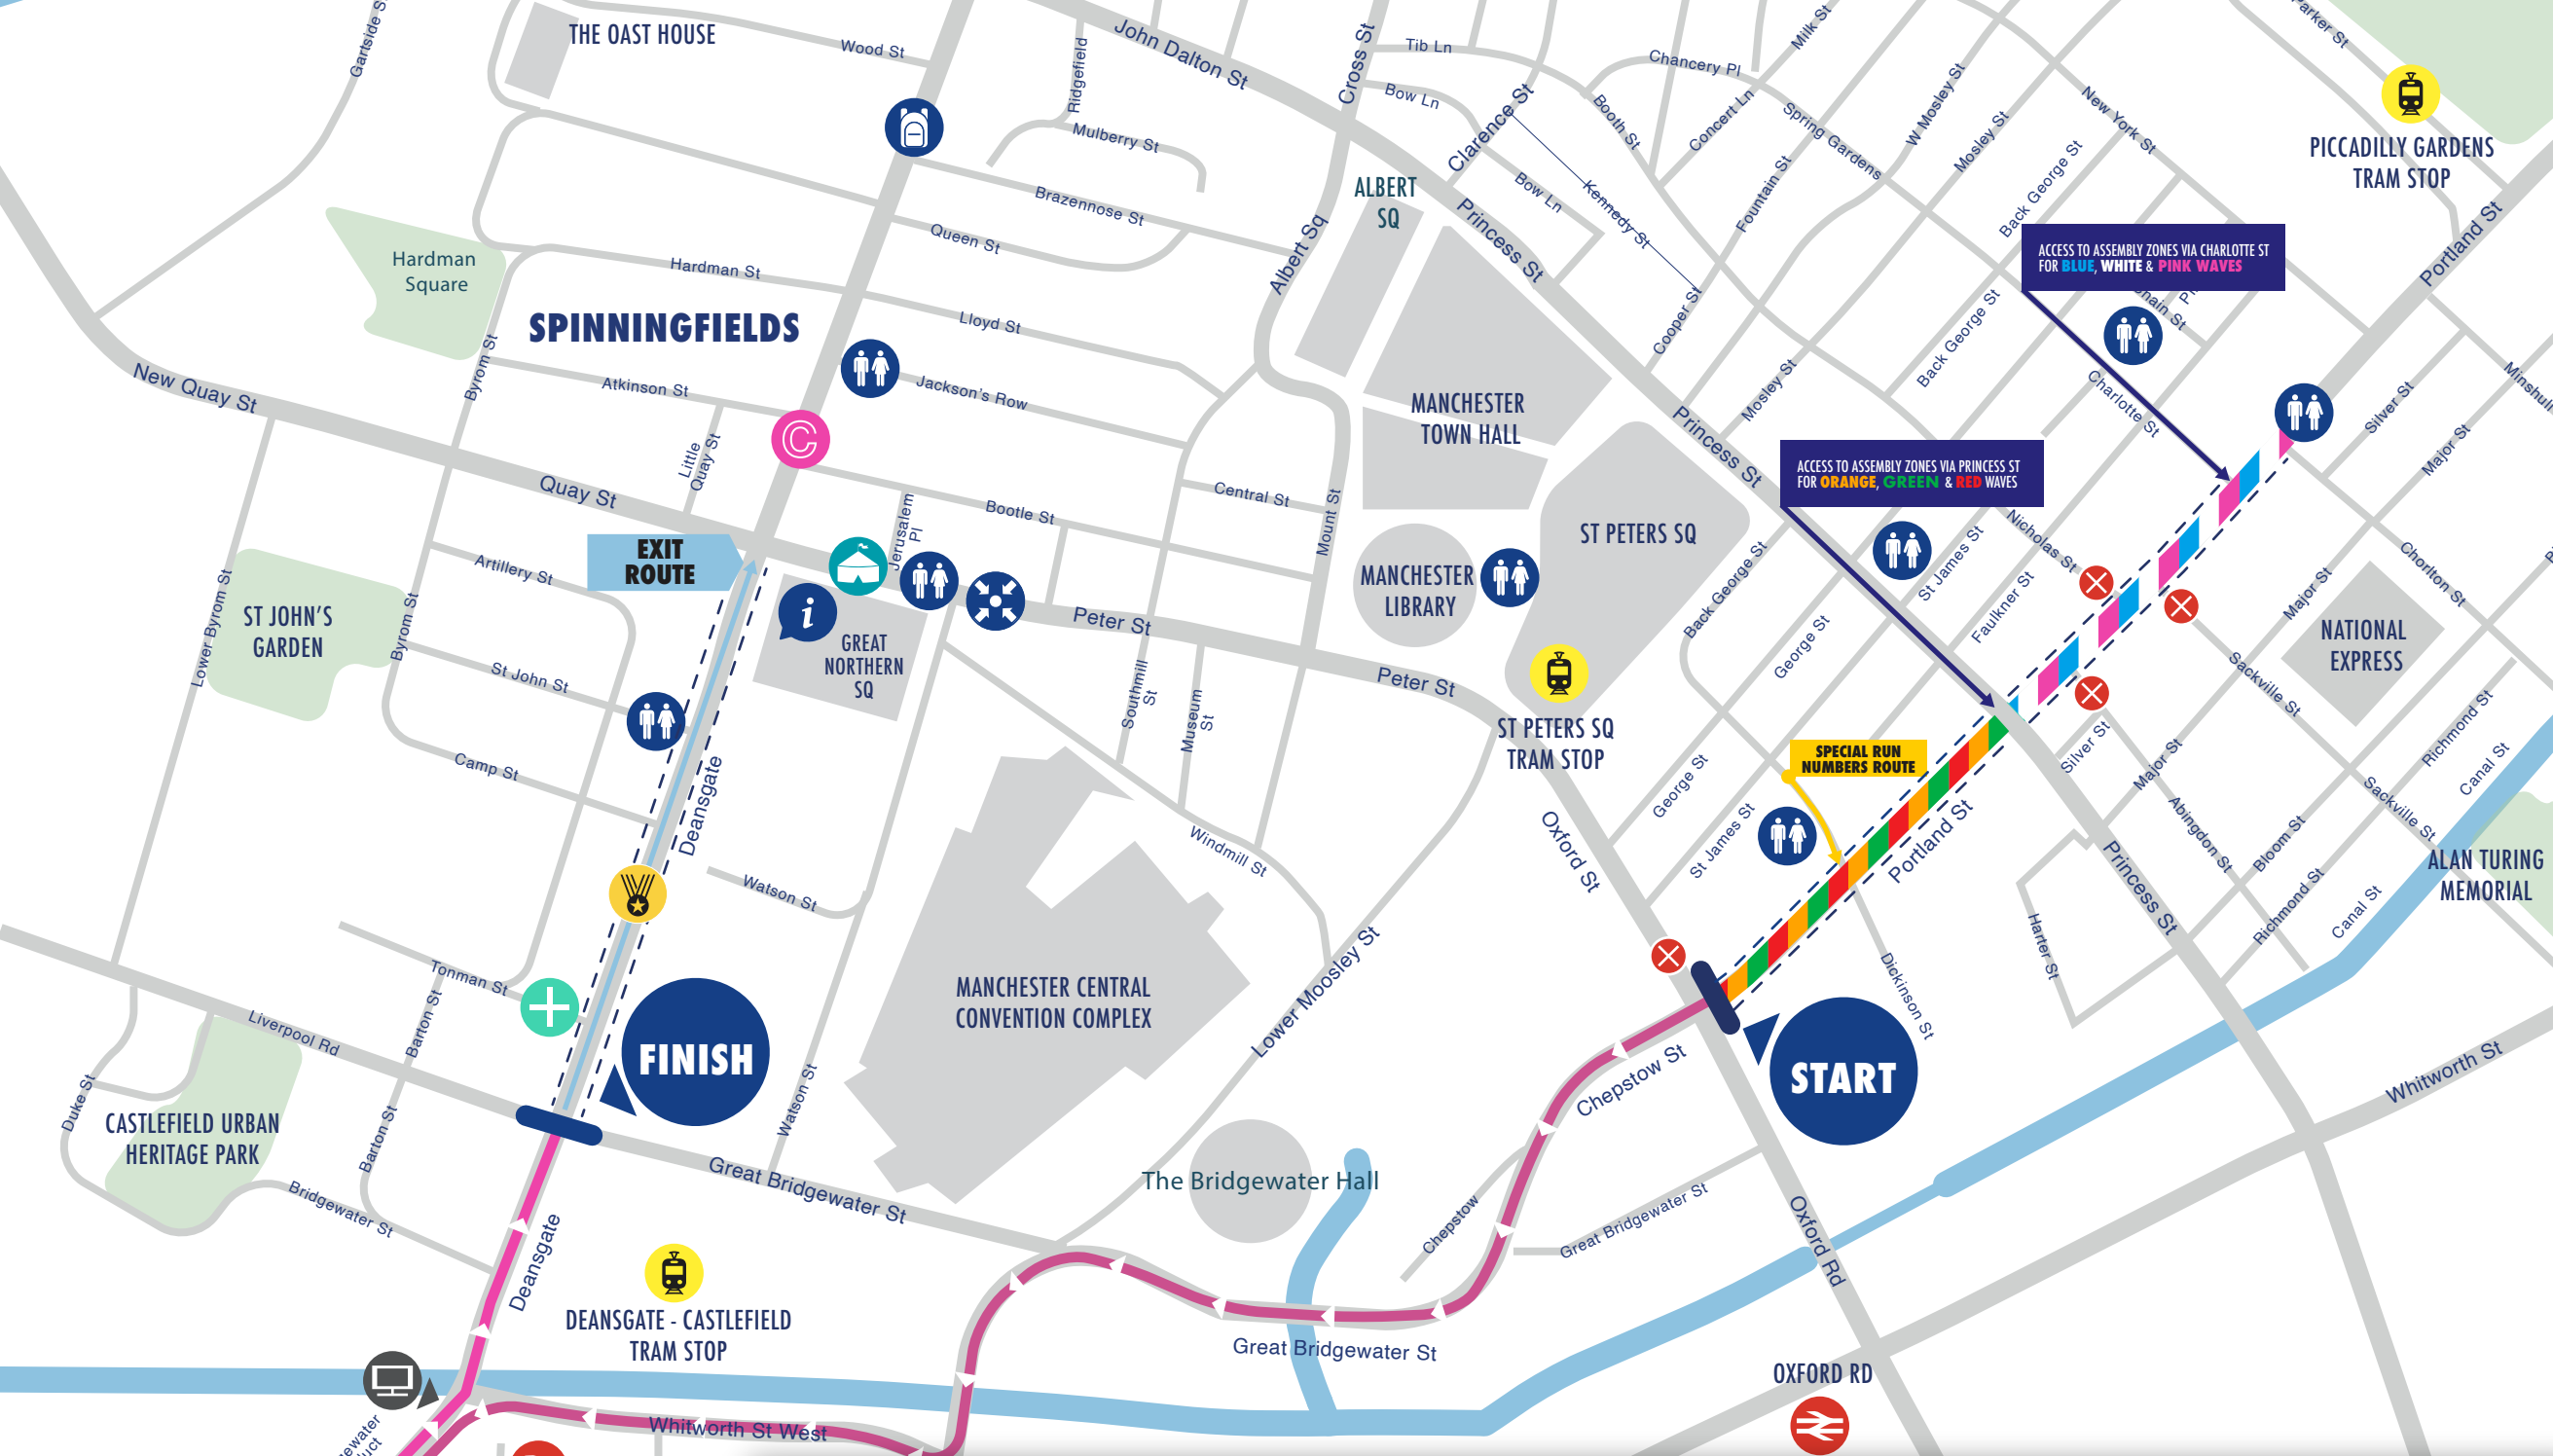 THE OAST HOUSE
Gartside S
Wood St
Ridgefield
John Dalton St
Cross St
Tib Ln
Bow Ln
Clarence St
Chancery Pl
Milk St
Booth St
Concert Ln
Spring Gardens
W Mosley St
Mosley St
New York St
Parker St
PICCADILLY GARDENS
TRAM STOP
Mulberry St
Brazennose St
Queen St
ALBERT
SQ
Albert Sq
Princess St
Bow Ln
Kennedy St
Fountain St
Back George St
Portland St
ACCESS TO ASSEMBLY ZONES VIA CHARLOTTE ST
FOR BLUE, WHITE & PINK WAVES
Hardman
Square
Hardman St
SPINNINGFIELDS
Lloyd St
Cooper St
Back George St
Byrom St
New Quay St
Atkinson St
Jackson's Row
Little
Quay St
MANCHESTER
TOWN HALL
Mosley St
Princess St
Charlotte St
Silver St
Major St
ACCESS TO ASSEMBLY ZONES VIA PRINCESS ST
FOR ORANGE, GREEN & RED WAVES
C
Quay St
Jerusalem
Pl
Bootle St
Central St
Mount St
ST PETERS SQ
Nicholas St
Chorlton St
EXIT
ROUTE
Artillery St
i
GREAT
NORTHERN
SQ
Peter St
MANCHESTER
LIBRARY
Back George St
St James St
Faulkner St
Major St
NATIONAL
EXPRESS
ST JOHN'S
GARDEN
Lower Byrom St
Byrom St
St John St
Southmill
St
Museum
St
Peter St
George St
Sackville St
Richmond St
Canal St
ST PETERS SQ
TRAM STOP
SPECIAL RUN
NUMBERS ROUTE
Silver St
Major St
Camp St
Deansgate
Windmill St
Oxford St
George St
St James St
Portland St
Princess St
Abingdon St
Bloom St
Sackville St
ALAN TURING
MEMORIAL
Watson St
Richmond St
Canal St
Harter St
Dickinson St
Tonman St
Barton St
Liverpool Rd
MANCHESTER CENTRAL
CONVENTION COMPLEX
Lower Moosley St
FINISH
START
Chepstow St
Whitworth St
Duke St
CASTLEFIELD URBAN
HERITAGE PARK
Barton St
Watson St
Great Bridgewater St
The Bridgewater Hall
Chepstow
Great Bridgewater St
Oxford Rd
Bridgewater St
Deansgate
DEANSGATE - CASTLEFIELD
TRAM STOP
Great Bridgewater St
OXFORD RD
Whitworth St West